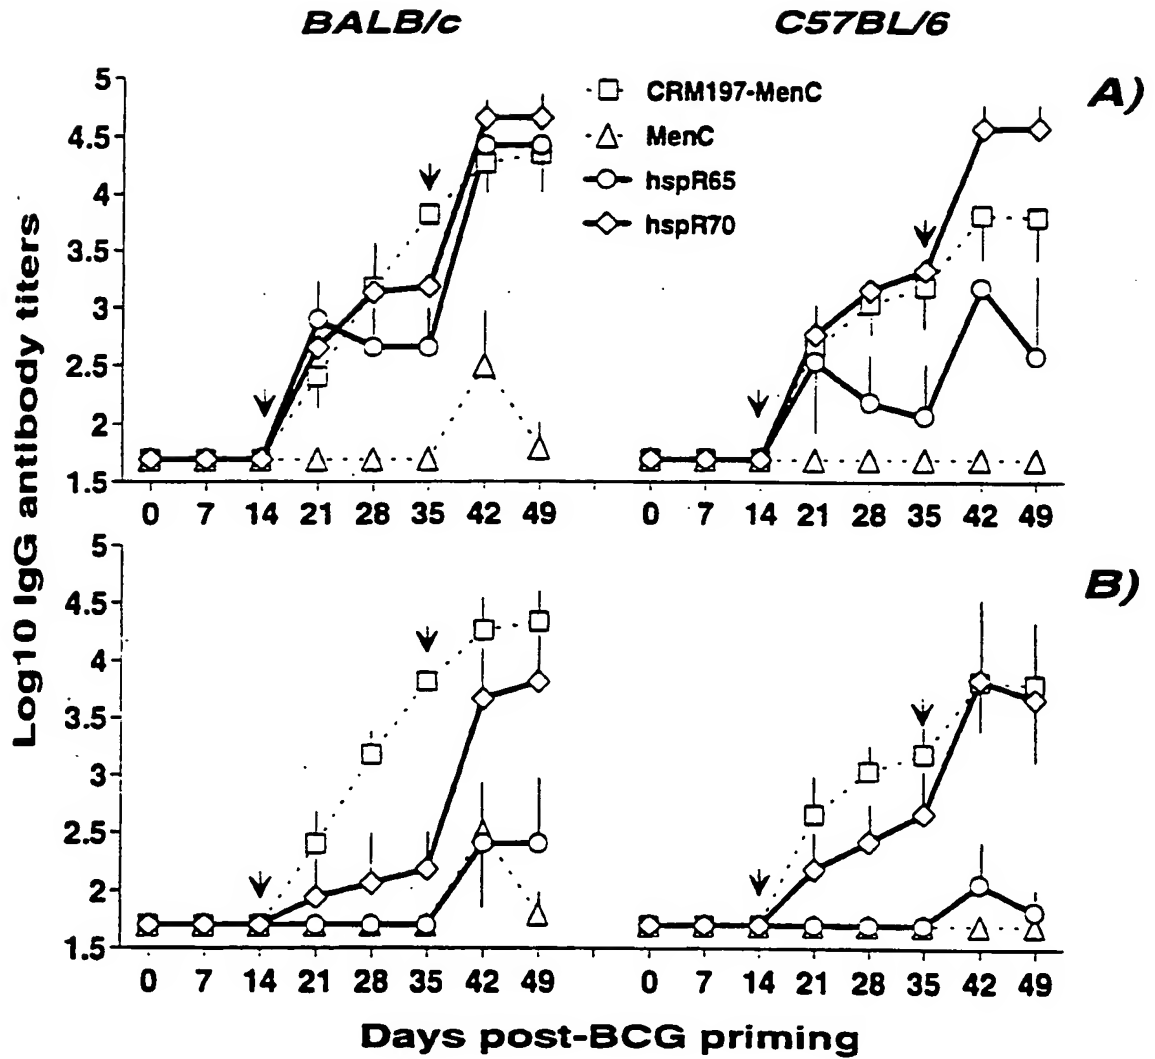 BALB/c C57BL/6
A)
CRM197-MenC
MenC
hspR65
hspR70
5
4.5
4
3.5
3
2.5
2
1.5
0 7 14 21 28 35 42 49
0 7 14 21 28 35 42 49
Log10 IgG antibody titers
B)
5
4.5
4
3.5
3
2.5
2
1.5
0 7 14 21 28 35 42 49
0 7 14 21 28 35 42 49
Days post-BCG priming